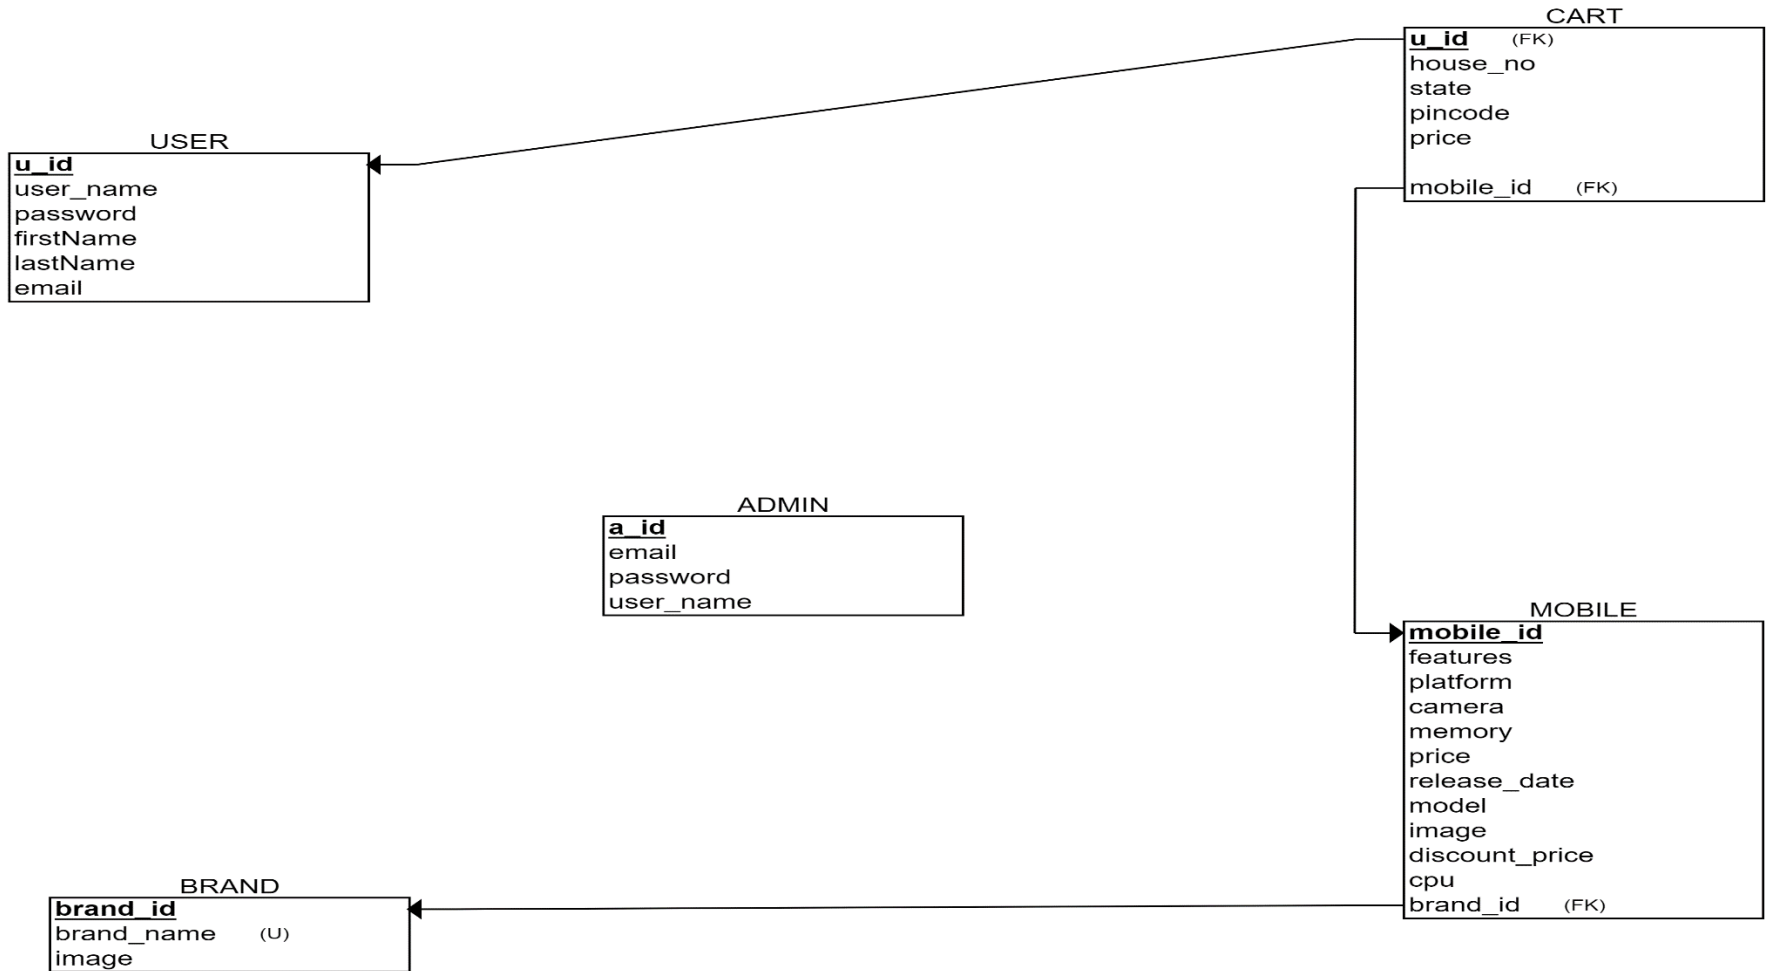 USER
u_id
user_name
password
firstName
lastName
email
CART
u_id (FK)
house_no
state
pincode
price
mobile_id (FK)
ADMIN
a_id
email
password
user_name
MOBILE
mobile_id
features
platform
camera
memory
price
release_date
model
image
discount_price
cpu
brand_id (FK)
BRAND
brand_id
brand_name (U)
image